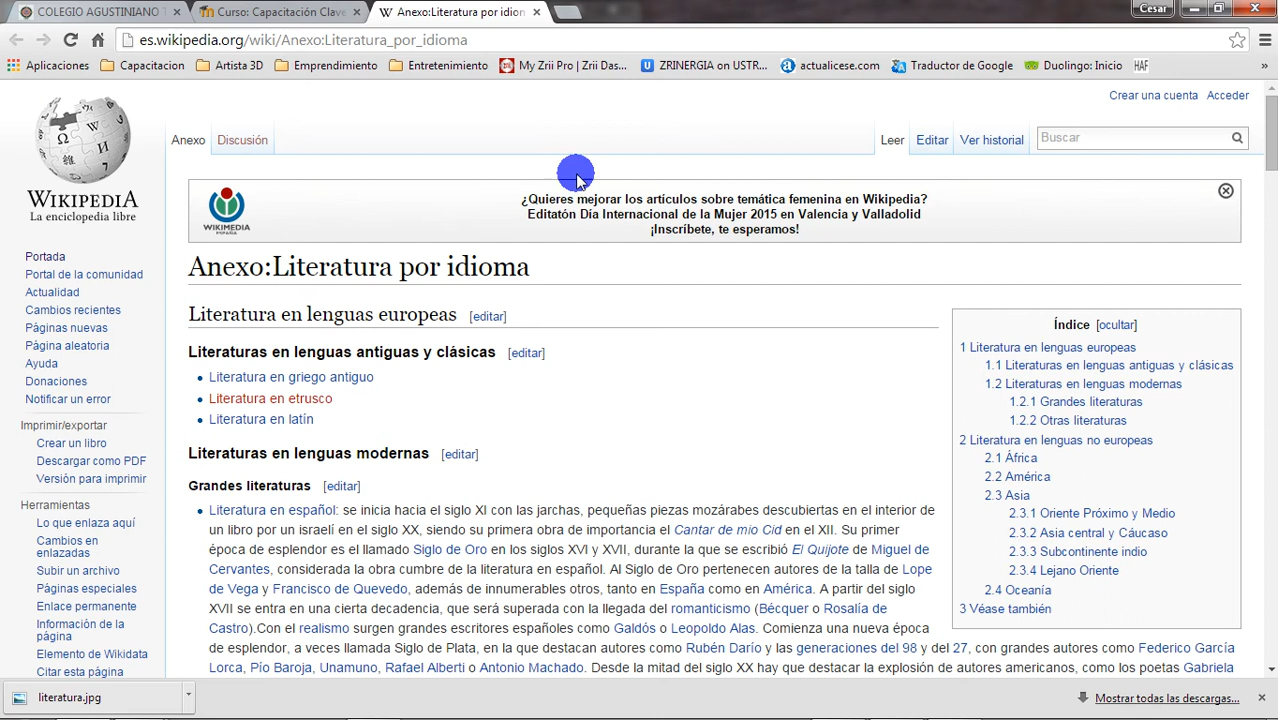 COLEGIO AGUSTINIANO
Curso: Capacitación Clave
Anexo:Literatura por idion
Cesar
es.wikipedia.org/wiki/Anexo:Literatura_por_idioma
Aplicaciones
Capacitacion
Artista 3D
Emprendimiento
Entretenimiento
My Zrii Pro | Zrii Das...
ZRINERGIA on USTR...
actualicese.com
Traductor de Google
Duolingo: Inicio
HAF
»
Crear una cuenta Acceder
Anexo Discusión
Leer Editar Ver historial
Buscar
WIKIPEDIA
La enciclopedia libre
WIKIMEDIA
¿Quieres mejorar los artículos sobre temática femenina en Wikipedia?
Editatón Día Internacional de la Mujer 2015 en Valencia y Valladolid
¡Inscríbete, te esperamos!
Portada
Portal de la comunidad
Actualidad
Cambios recientes
Páginas nuevas
Página aleatoria
Ayuda
Donaciones
Notificar un error
Imprimir/exportar
Crear un libro
Descargar como PDF
Versión para imprimir
Herramientas
Lo que enlaza aquí
Cambios en
enlazadas
Subir un archivo
Páginas especiales
Enlace permanente
Información de la
página
Elemento de Wikidata
Citar esta página
Anexo:Literatura por idioma
Literatura en lenguas europeas [editar]
Literaturas en lenguas antiguas y clásicas [editar]
• Literatura en griego antiguo
• Literatura en etrusco
• Literatura en latín
Literaturas en lenguas modernas [editar]
Grandes literaturas [editar]
• Literatura en español: se inicia hacia el siglo XI con las jarchas, pequeñas piezas mozárabes descubiertas en el interior de
un libro por un israelí en el siglo XX, siendo su primera obra de importancia el Cantar de mio Cid en el XII. Su primer
época de esplendor es el llamado Siglo de Oro en los siglos XVI y XVII, durante la que se escribió El Quijote de Miguel de
Cervantes, considerada la obra cumbre de la literatura en español. Al Siglo de Oro pertenecen autores de la talla de Lope
de Vega y Francisco de Quevedo, además de innumerables otros, tanto en España como en América. A partir del siglo
XVII se entra en una cierta decadencia, que será superada con la llegada del romanticismo (Bécquer o Rosalía de
Castro).Con el realismo surgen grandes escritores españoles como Galdós o Leopoldo Alas. Comienza una nueva época
de esplendor, a veces llamada Siglo de Plata, en la que destacan autores como Rubén Darío y las generaciones del 98 y del 27, con grandes autores como Federico García
Lorca, Pío Baroja, Unamuno, Rafael Alberti o Antonio Machado. Desde la mitad del siglo XX hay que destacar la explosión de autores americanos, como los poetas Gabriela
Índice [ocultar]
1 Literatura en lenguas europeas
1.1 Literaturas en lenguas antiguas y clásicas
1.2 Literaturas en lenguas modernas
1.2.1 Grandes literaturas
1.2.2 Otras literaturas
2 Literatura en lenguas no europeas
2.1 África
2.2 América
2.3 Asia
2.3.1 Oriente Próximo y Medio
2.3.2 Asia central y Cáucaso
2.3.3 Subcontinente indio
2.3.4 Lejano Oriente
2.4 Oceanía
3 Véase también
literatura.jpg
Mostrar todas las descargas...